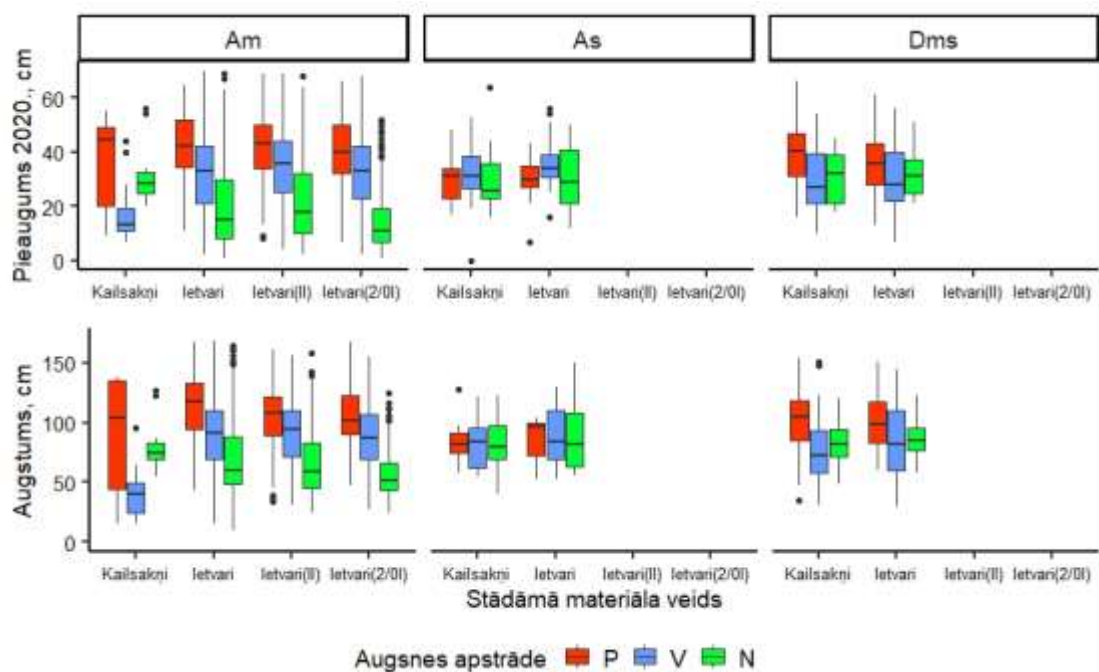 Am As Dms
Pieaugums 2020., cm
60
40
20
0
Kailsakņi Ietvari Ietvari(II) Ietvari(2/0I) Kailsakņi Ietvari Ietvari(II) Ietvari(2/0I) Kailsakņi Ietvari Ietvari(II) Ietvari(2/0I)
Augstums, cm
150
100
50
0
Kailsakņi Ietvari Ietvari(II) Ietvari(2/0I) Kailsakņi Ietvari Ietvari(II) Ietvari(2/0I) Kailsakņi Ietvari Ietvari(II) Ietvari(2/0I)
Stādāmā materiāla veids
Augsnes apstrāde P V N